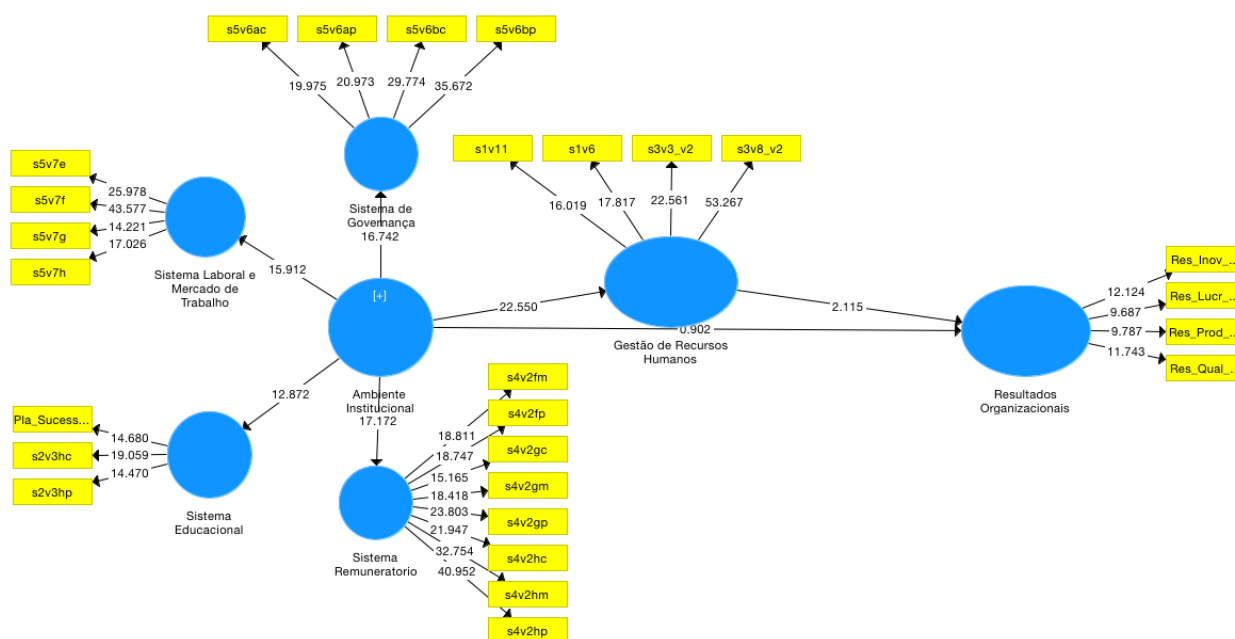 s5v6ac
s5v6ap
s5v6bc
s5v6bp
19.975
20.973
29.774
35.672
Sistema de
Governança
16.742
s5v7e
s5v7f
s5v7g
s5v7h
25.978
43.577
14.221
17.026
Sistema Laboral e
Mercado de
Trabalho
15.912
s1v11
s1v6
s3v3_v2
s3v8_v2
16.019
17.817
22.561
53.267
Gestão de Recursos
Humanos
[+]
Ambiente
Institucional
22.550
0.902
2.115
Res_Inov_...
Res_Lucr_...
Res_Prod_...
Res_Qual_...
12.124
9.687
9.787
11.743
Resultados
Organizacionais
12.872
Pla_Sucess...
s2v3hc
s2v3hp
14.680
19.059
14.470
Sistema
Educacional
17.172
s4v2fm
s4v2fp
s4v2gc
s4v2gm
s4v2gp
s4v2hc
s4v2hm
s4v2hp
18.811
18.747
15.165
18.418
23.803
21.947
32.754
40.952
Sistema
Remuneratorio